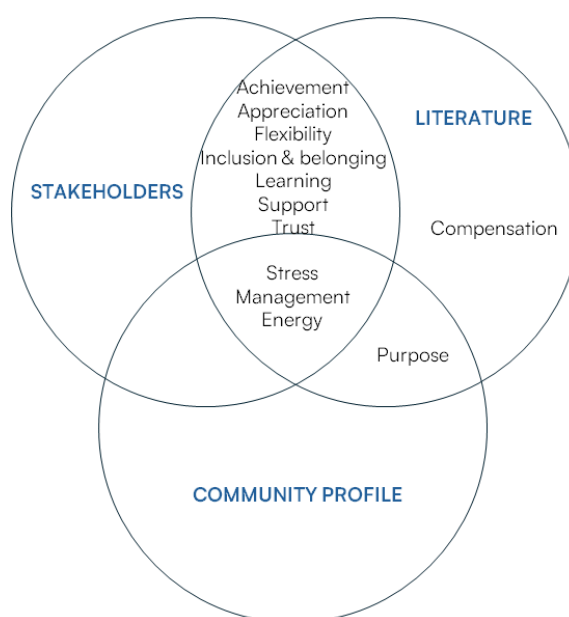 Achievement
Appreciation
Flexibility
Inclusion & belonging
Learning
Support
Trust
LITERATURE
STAKEHOLDERS
Compensation
Stress
Management
Energy
Purpose
COMMUNITY PROFILE